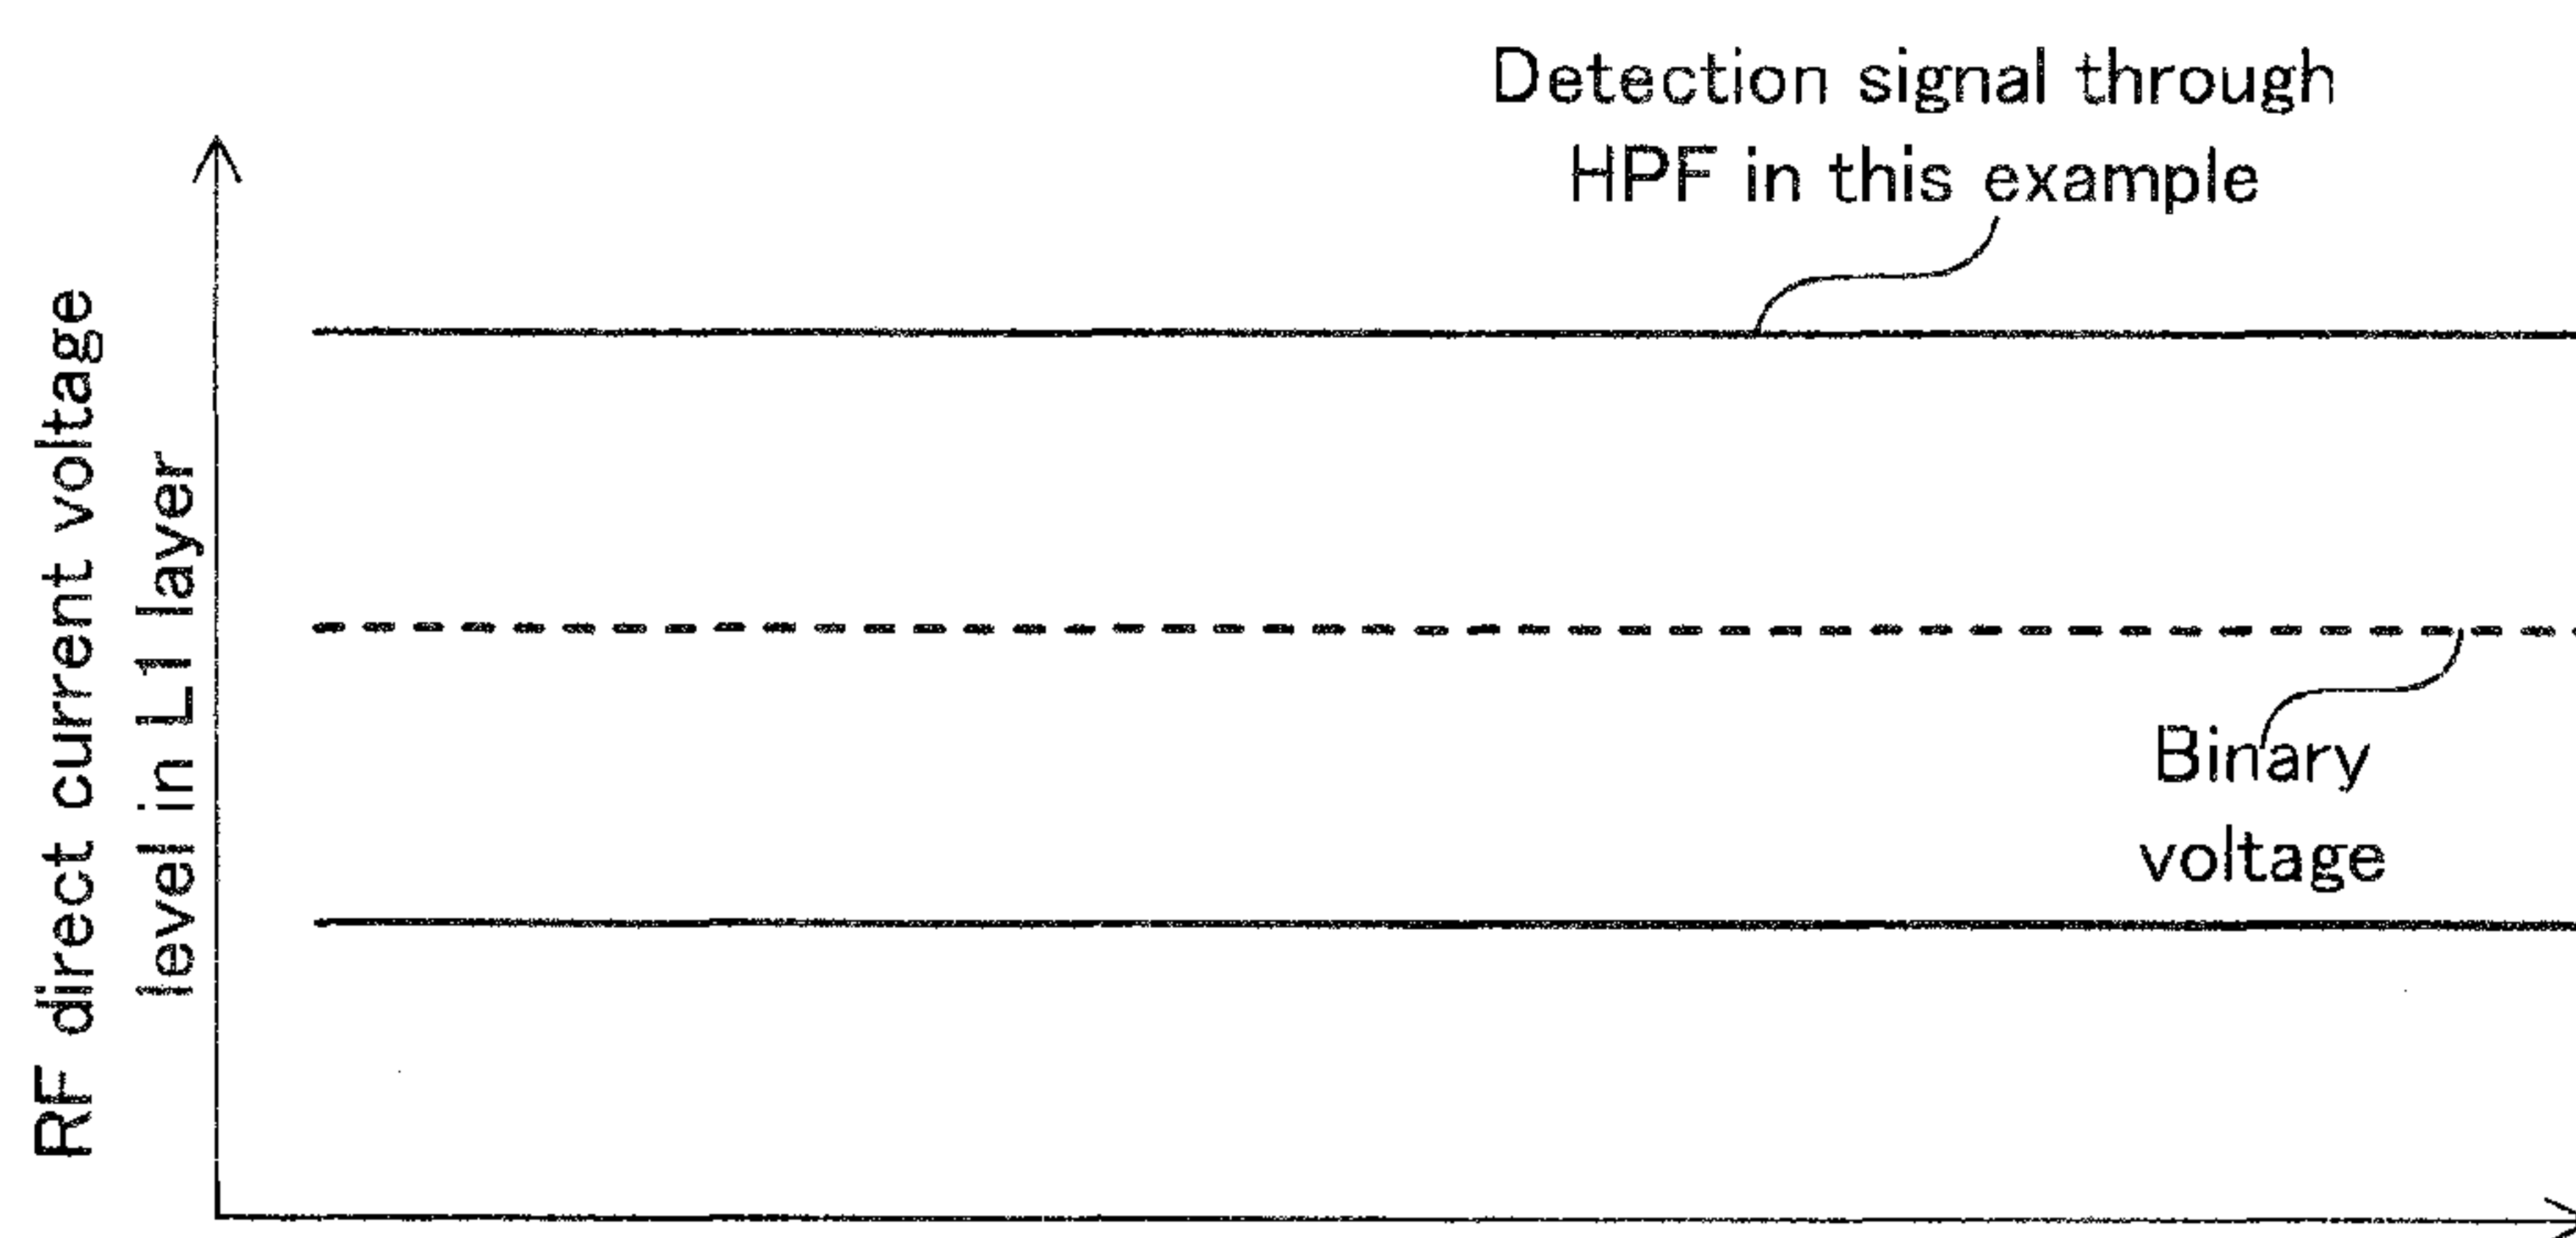 Detection signal through
HPF in this example
RF direct current voltage
level in L1 layer
Binary
voltage